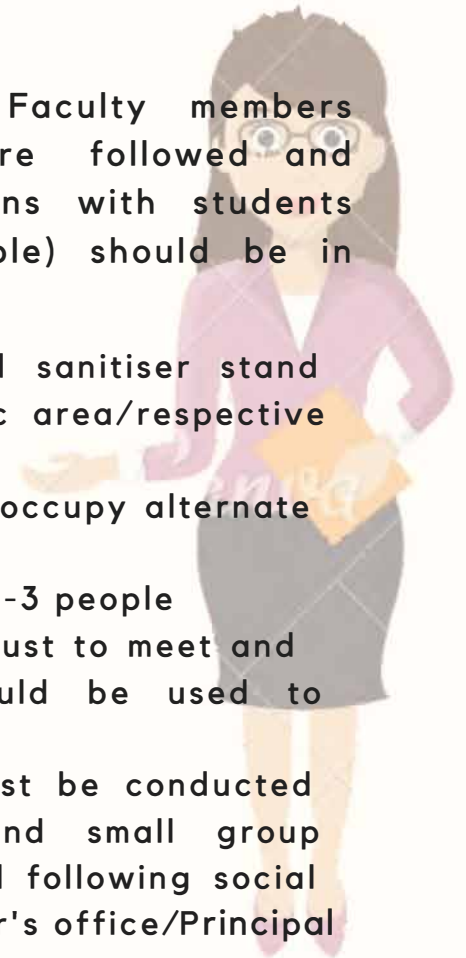 Faculty members
re followed and
ns with students
ole) should be in
l sanitiser stand
c area/respective
occupy alternate
-3 people
ust to meet and
uld be used to
st be conducted
nd small group
l following social
r's office/Principal